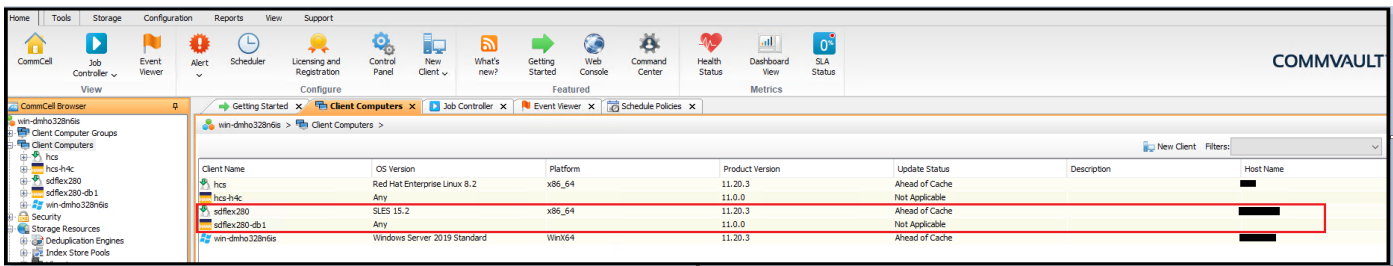 Home Tools Storage Configuration Reports View Support
CommCell Job Controller Event Viewer Alert Scheduler Licensing and Registration Control Panel New Client What's new? Getting Started Web Console Command Center Health Status Dashboard View 0% SLA Status
COMMVAULT
View Configure Featured Metrics
CommCell Browser
Getting Started Client Computers Job Controller Event Viewer Schedule Policies
win-dmho328n6is
Client Computer Groups
Client Computers
hcs
hcs-h4c
sdflex280
sdflex280-db1
win-dmho328n6is
Security
Storage Resources
Deduplication Engines
Index Store Pools
win-dmho328n6is > Client Computers >
New Client Filters:
Client Name OS Version Platform Product Version Update Status Description Host Name
hcs Red Hat Enterprise Linux 8.2 x86_64 11.20.3 Ahead of Cache
hcs-h4c Any 11.0.0 Not Applicable
sdflex280 SLES 15.2 x86_64 11.20.3 Ahead of Cache
sdflex280-db1 Any 11.0.0 Not Applicable
win-dmho328n6is Windows Server 2019 Standard WinX64 11.20.3 Ahead of Cache